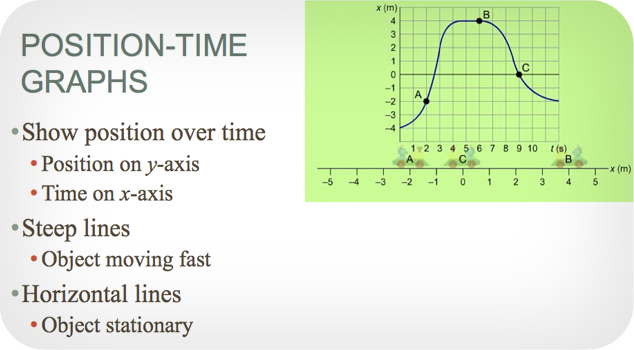 POSITION-TIME
GRAPHS
• Show position over time
• Position on y-axis
• Time on x-axis
• Steep lines
• Object moving fast
• Horizontal lines
• Object stationary
x (m)
4
3
2
1
0
−1
−2
−3
−4
A
B
C
1 2 3 4 5 6 7 8 9 10 t (s)
A C B
−5 −4 −3 −2 −1 0 1 2 3 4 5 x (m)